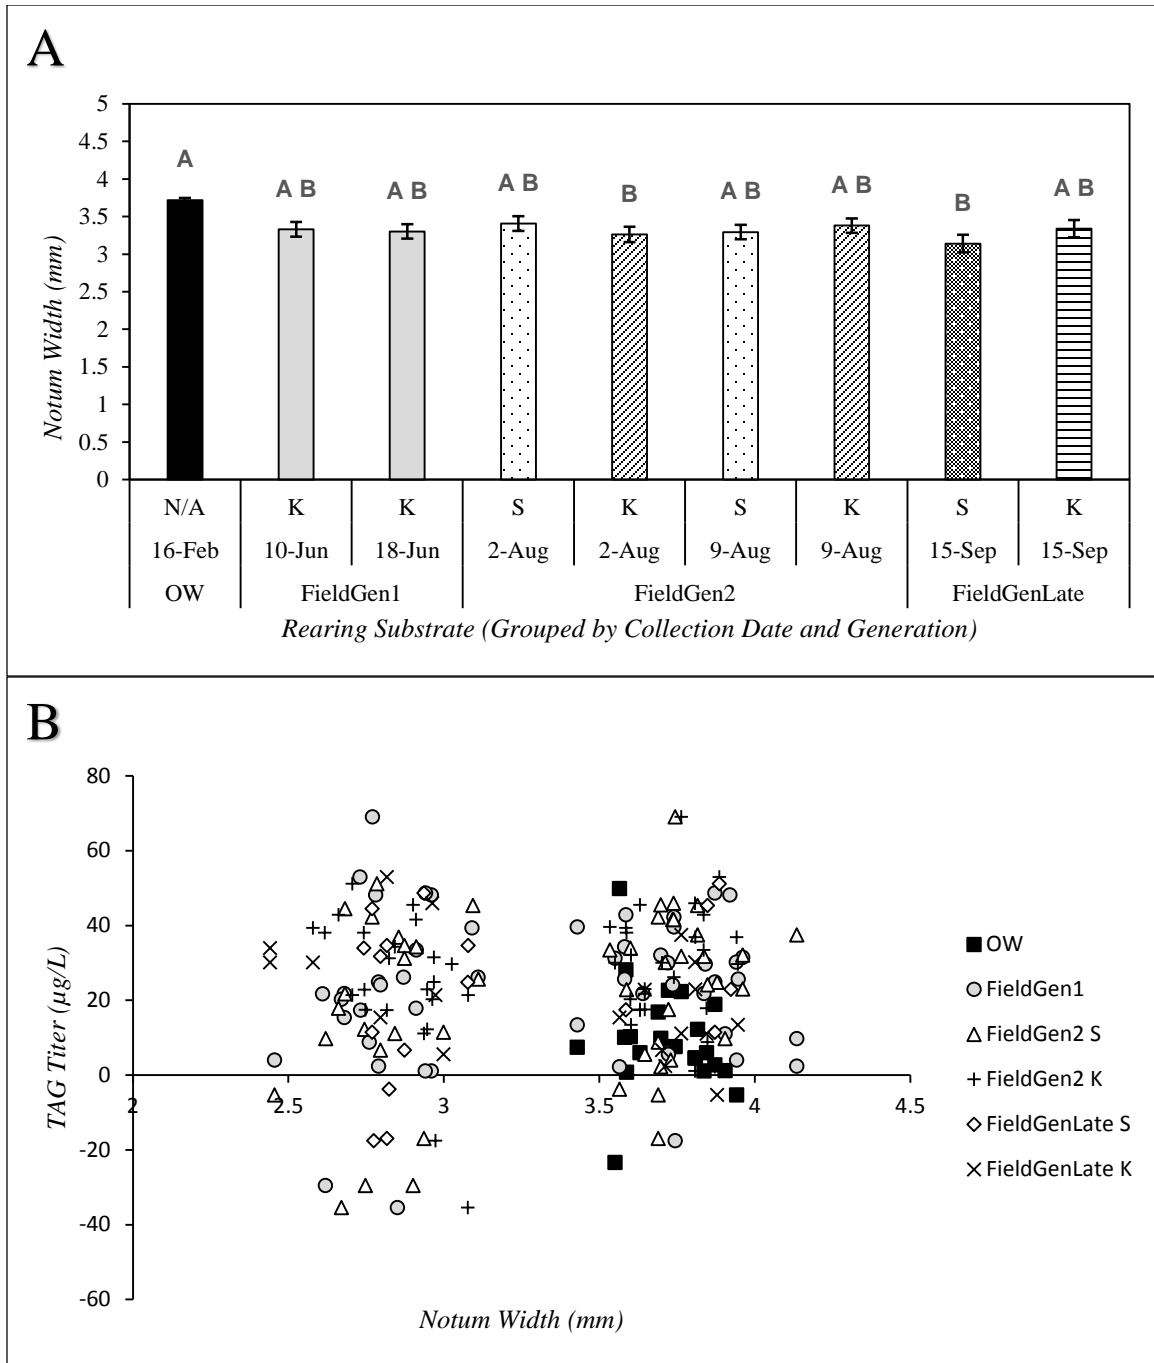 A
Notum Width (mm)
5
4.5
4
3.5
3
2.5
2
1.5
1
0.5
0
A
A B
A B
A B
B
A B
A B
B
A B
N/A K K S K S K S K
16-Feb 10-Jun 18-Jun 2-Aug 2-Aug 9-Aug 9-Aug 15-Sep 15-Sep
OW FieldGen1 FieldGen2 FieldGenLate
Rearing Substrate (Grouped by Collection Date and Generation)
B
TAG Titer (µg/L)
80
60
40
20
0
-20
-40
-60
2 2.5 3 3.5 4 4.5
Notum Width (mm)
OW
FieldGen1
FieldGen2 S
FieldGen2 K
FieldGenLate S
FieldGenLate K